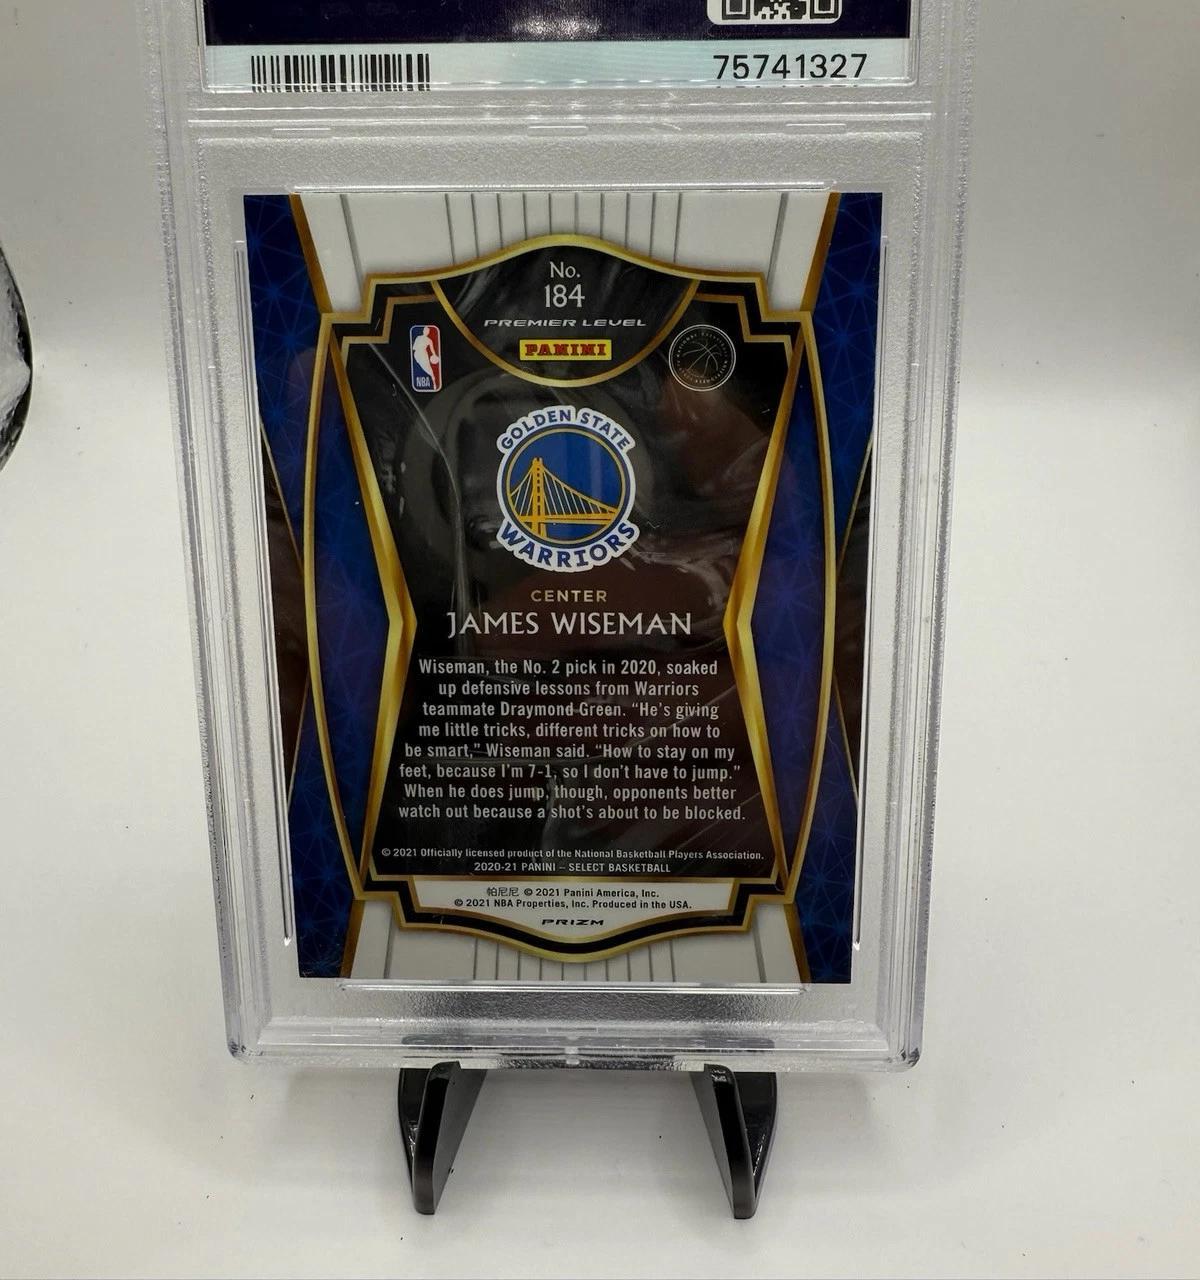 75741327
No.
184
PREMIER LEVEL
PANINI
NBA
GOLDEN STATE
WARRIORS
CENTER
JAMES WISEMAN
Wiseman, the No. 2 pick in 2020, soaked
up defensive lessons from Warriors
teammate Draymond Green. “He’s giving
me little tricks, different tricks on how to
be smart,” Wiseman said. “How to stay on my
feet, because I’m 7-1, so I don’t have to jump.”
When he does jump, though, opponents better
watch out because a shot’s about to be blocked.
© 2021 Officially licensed product of the National Basketball Players Association.
2020-21 PANINI – SELECT BASKETBALL
帕尼尼 © 2021 Panini America, Inc.
© 2021 NBA Properties, Inc. Produced in the USA.
PRIZM